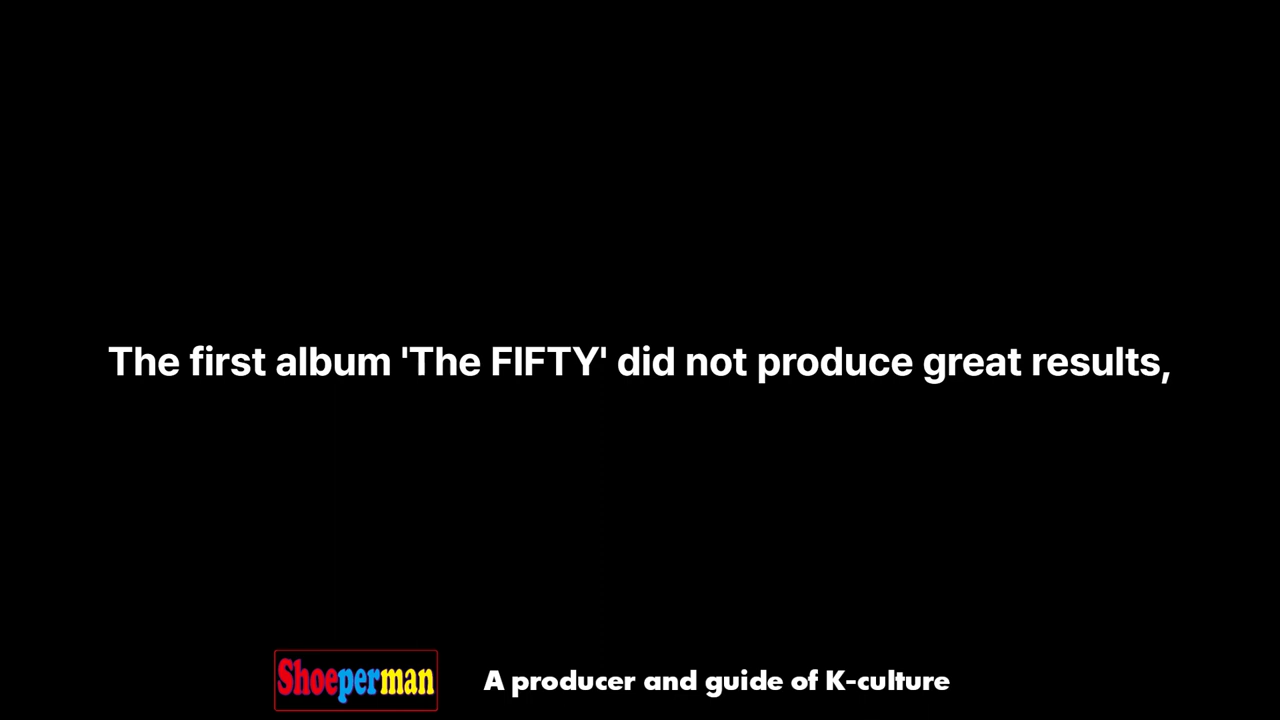 The first album 'The FIFTY' did not produce great results,
Shoeperman
A producer and guide of K-culture